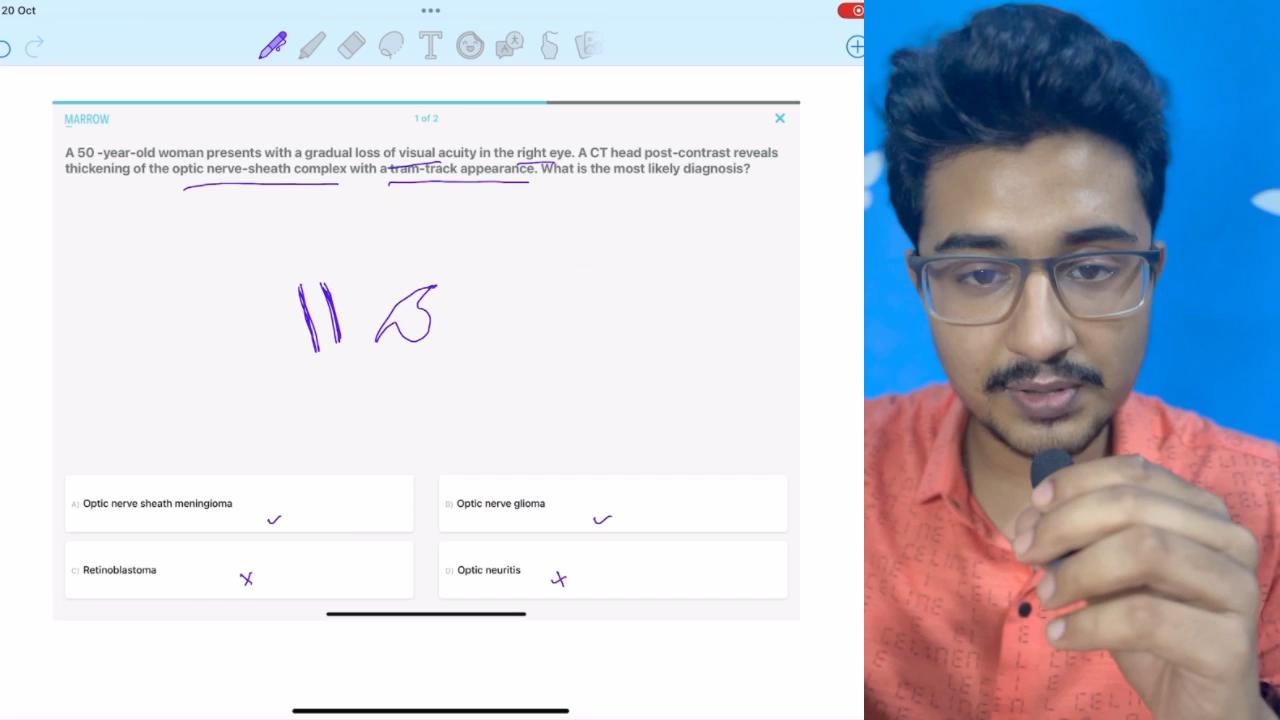 20 Oct
MARROW
1 of 2
A 50 -year-old woman presents with a gradual loss of visual acuity in the right eye. A CT head post-contrast reveals
thickening of the optic nerve-sheath complex with a tram-track appearance. What is the most likely diagnosis?
A) Optic nerve sheath meningioma
B) Optic nerve glioma
C) Retinoblastoma
D) Optic neuritis